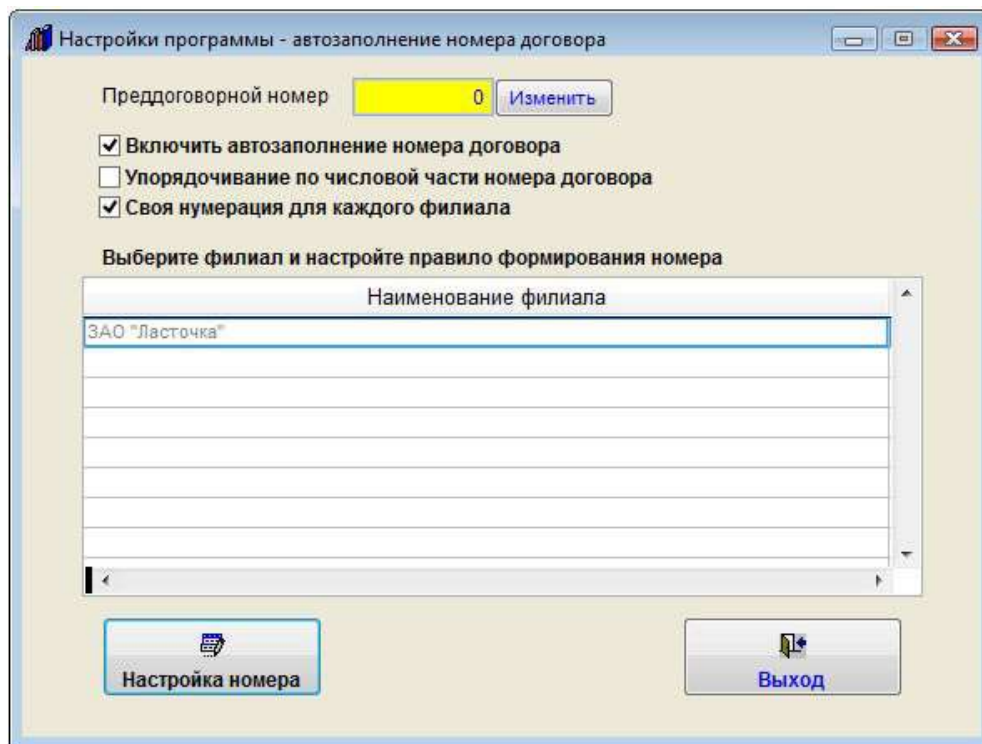 Настройки программы - автозаполнение номера договора
Преддоговорной номер 0 Изменить
Включить автозаполнение номера договора
Упорядочивание по числовой части номера договора
Своя нумерация для каждого филиала
Выберите филиал и настройте правило формирования номера
Наименование филиала
ЗАО "Ласточка"
Настройка номера Выход